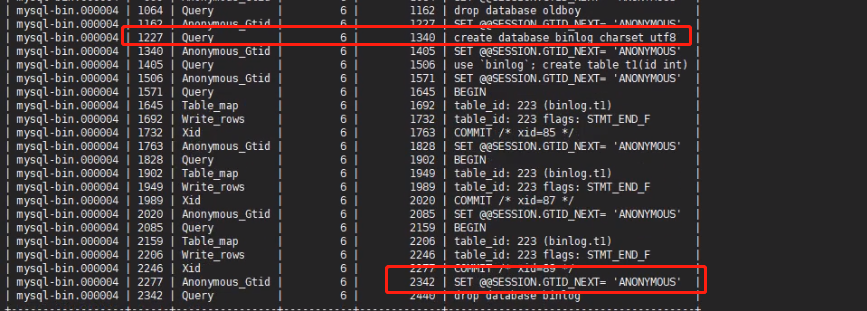 | mysql-bin.000004 | 1064 | Query | 6 | 1162 | drop database oldboy |
| mysql-bin.000004 | 1162 | Anonymous_Gtid | 6 | 1227 | SET @@SESSION.GTID_NEXT= 'ANONYMOUS' |
| mysql-bin.000004 | 1227 | Query | 6 | 1340 | create database binlog charset utf8 |
| mysql-bin.000004 | 1340 | Anonymous_Gtid | 6 | 1405 | SET @@SESSION.GTID_NEXT= 'ANONYMOUS' |
| mysql-bin.000004 | 1405 | Query | 6 | 1506 | use `binlog`; create table t1(id int) |
| mysql-bin.000004 | 1506 | Anonymous_Gtid | 6 | 1571 | SET @@SESSION.GTID_NEXT= 'ANONYMOUS' |
| mysql-bin.000004 | 1571 | Query | 6 | 1645 | BEGIN |
| mysql-bin.000004 | 1645 | Table_map | 6 | 1692 | table_id: 223 (binlog.t1) |
| mysql-bin.000004 | 1692 | Write_rows | 6 | 1732 | table_id: 223 flags: STMT_END_F |
| mysql-bin.000004 | 1732 | Xid | 6 | 1763 | COMMIT /* xid=85 */ |
| mysql-bin.000004 | 1763 | Anonymous_Gtid | 6 | 1828 | SET @@SESSION.GTID_NEXT= 'ANONYMOUS' |
| mysql-bin.000004 | 1828 | Query | 6 | 1902 | BEGIN |
| mysql-bin.000004 | 1902 | Table_map | 6 | 1949 | table_id: 223 (binlog.t1) |
| mysql-bin.000004 | 1949 | Write_rows | 6 | 1989 | table_id: 223 flags: STMT_END_F |
| mysql-bin.000004 | 1989 | Xid | 6 | 2020 | COMMIT /* xid=87 */ |
| mysql-bin.000004 | 2020 | Anonymous_Gtid | 6 | 2085 | SET @@SESSION.GTID_NEXT= 'ANONYMOUS' |
| mysql-bin.000004 | 2085 | Query | 6 | 2159 | BEGIN |
| mysql-bin.000004 | 2159 | Table_map | 6 | 2206 | table_id: 223 (binlog.t1) |
| mysql-bin.000004 | 2206 | Write_rows | 6 | 2246 | table_id: 223 flags: STMT_END_F |
| mysql-bin.000004 | 2246 | Xid | 6 | 2277 | COMMIT /* xid=89 */ |
| mysql-bin.000004 | 2277 | Anonymous_Gtid | 6 | 2342 | SET @@SESSION.GTID_NEXT= 'ANONYMOUS' |
| mysql-bin.000004 | 2342 | Query | 6 | 2440 | drop database binlog |